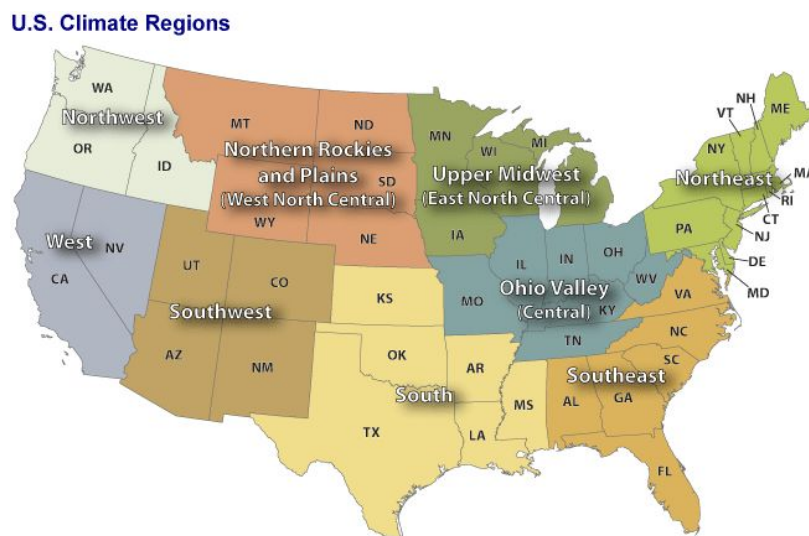 U.S. Climate Regions
WA
Northwest
OR
ID
MT
ND
Northern Rockies
and Plains
SD
(West North Central)
WY
NE
MN
WI
MI
Upper Midwest
(East North Central)
IA
NH
VT
ME
NY
MA
Northeast
RI
CT
PA
NJ
DE
MD
West
NV
CA
UT
CO
Southwest
AZ
NM
KS
OK
AR
South
TX
LA
MS
IL
IN
OH
WV
MO
Ohio Valley
(Central)
KY
TN
VA
NC
SC
Southeast
AL
GA
FL